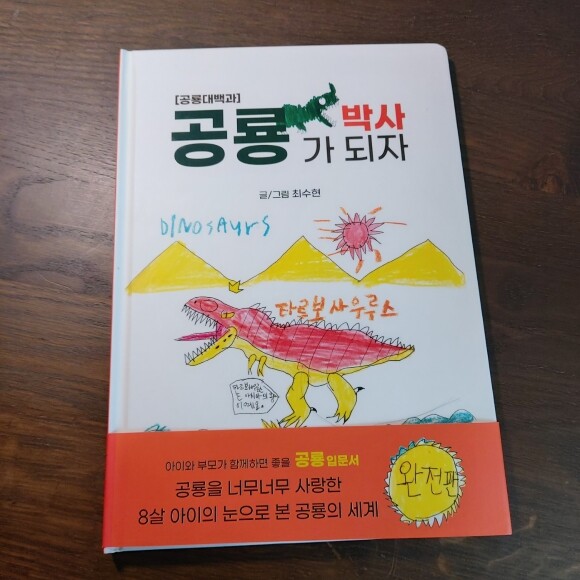 [공룡대백과]
공룡 박사
가 되자
글/그림 최수현
DINOSAURS
타르보사우루스
아이와 부모가 함께하면 좋을 공룡 입문서
공룡을 너무너무 사랑한
8살 아이의 눈으로 본 공룡의 세계
완전판